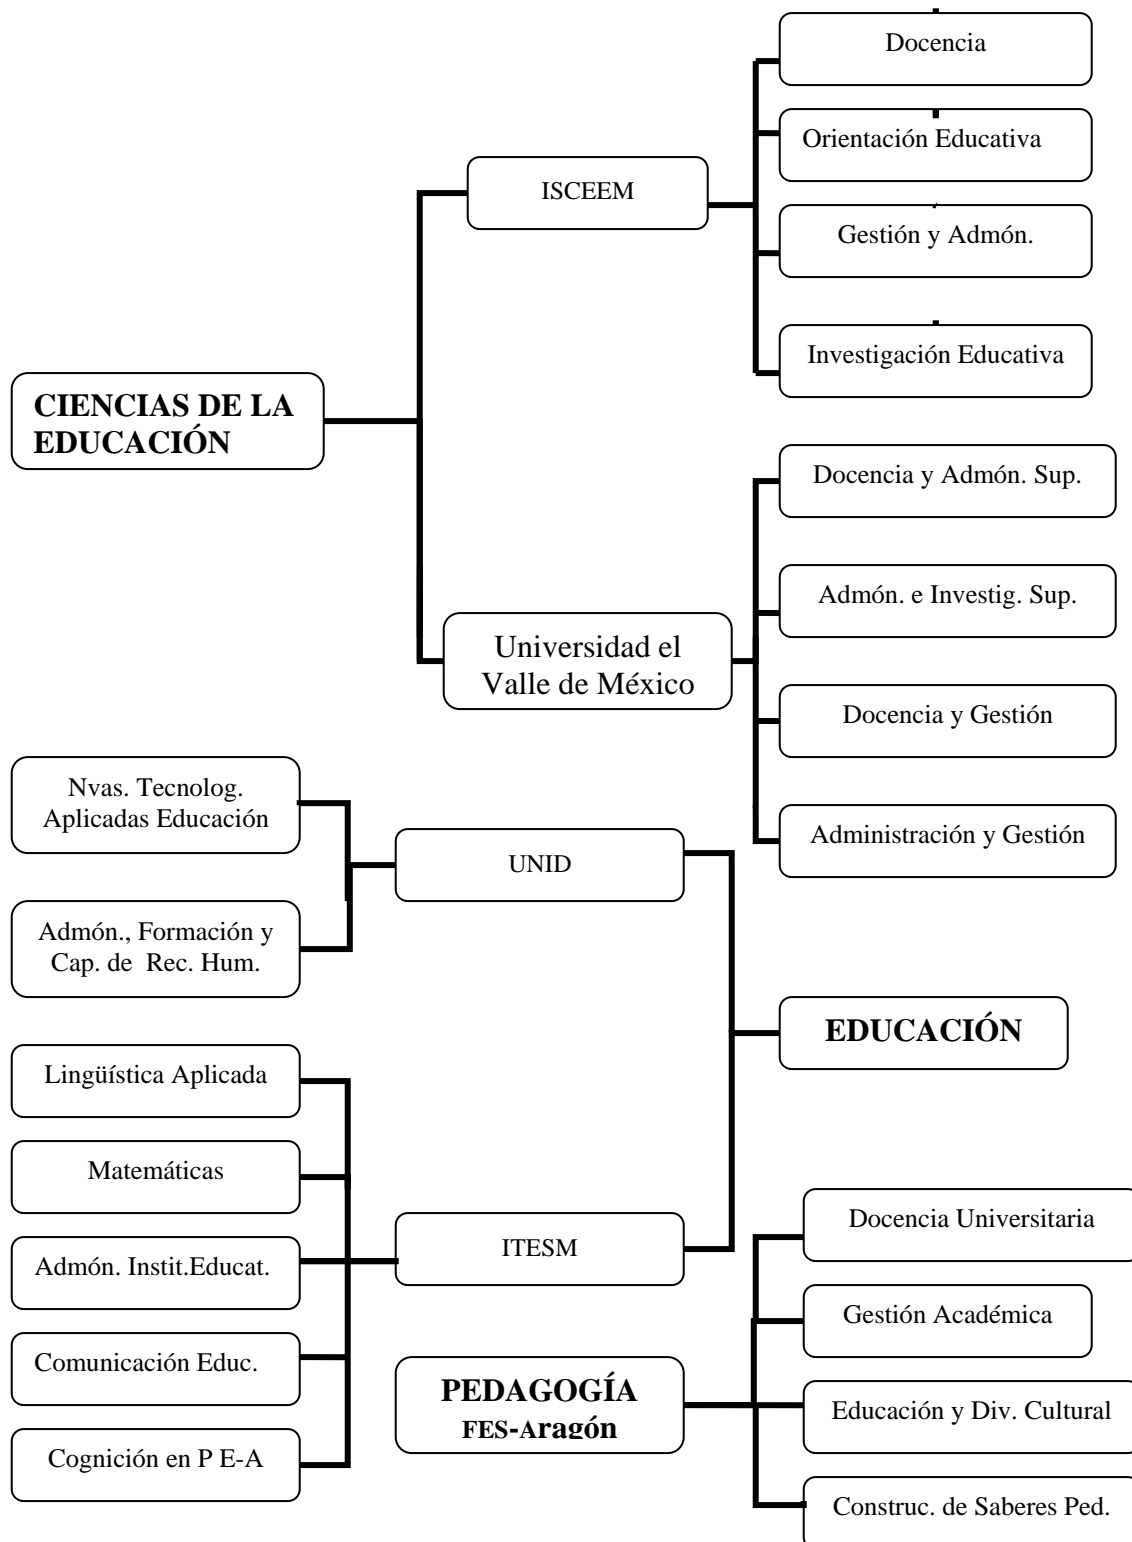 Docencia
Orientación Educativa
ISCEEM
Gestión y Admón.
Investigación Educativa
CIENCIAS DE LA
EDUCACIÓN
Docencia y Admón. Sup.
Admón. e Investig. Sup.
Universidad el
Valle de México
Docencia y Gestión
Administración y Gestión
Nvas. Tecnolog.
Aplicadas Educación
UNID
Admón., Formación y
Cap. de Rec. Hum.
EDUCACIÓN
Lingüística Aplicada
Matemáticas
Admón. Instit.Educat.
Comunicación Educ.
Cognición en P E-A
ITESM
Docencia Universitaria
Gestión Académica
PEDAGOGÍA
FES-Aragón
Educación y Div. Cultural
Construc. de Saberes Ped.